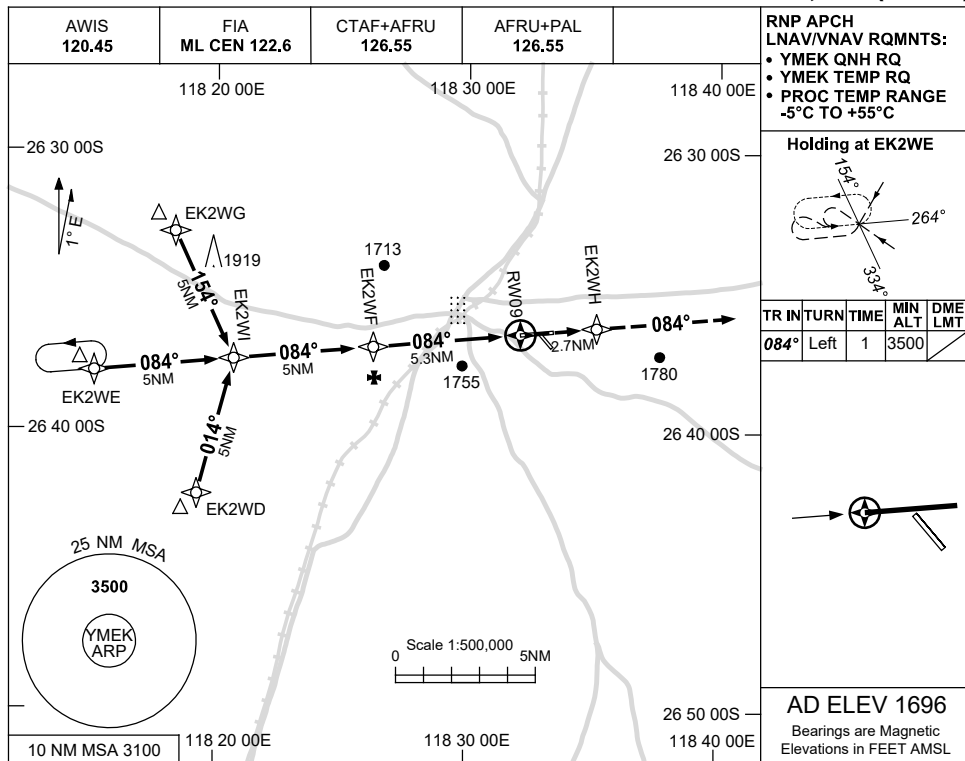 AWIS
120.45
FIA
ML CEN 122.6
CTAF+AFRU
126.55
AFRU+PAL
126.55
RNP APCH
LNAV/VNAV RQMNTS:
• YMEK QNH RQ
• YMEK TEMP RQ
• PROC TEMP RANGE
-5°C TO +55°C
118 20 00E
118 30 00E
118 40 00E
26 30 00S
26 30 00S
Holding at EK2WE
154°
264°
334°
TR IN TURN TIME MIN ALT DME LMT
084° Left 1 3500
1° E
EK2WG
1919
154°
5NM
EK2WI
1713
EK2WF
RW09
EK2WH
084°
5NM
084°
5NM
084°
5.3NM
2.7NM
084°
EK2WE
1755
1780
26 40 00S
26 40 00S
014°
5NM
EK2WD
25 NM MSA
3500
YMEK
ARP
Scale 1:500,000
0 5NM
26 50 00S
10 NM MSA 3100
118 20 00E
118 30 00E
118 40 00E
AD ELEV 1696
Bearings are Magnetic
Elevations in FEET AMSL